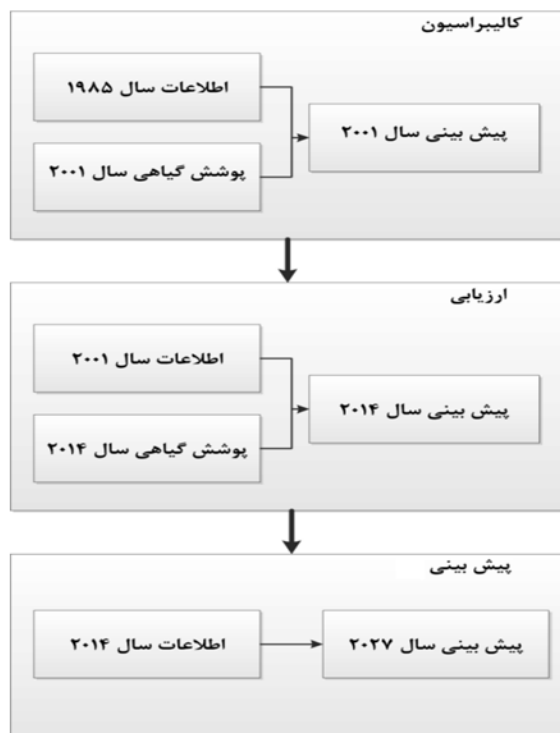 کالیبراسیون
اطلاعات سال ۱۹۸۵
پیش بینی سال ۲۰۰۱
پوشش گیاهی سال ۲۰۰۱
ارزیابی
اطلاعات سال ۲۰۰۱
پیش بینی سال ۲۰۱۴
پوشش گیاهی سال ۲۰۱۴
پیش بینی
اطلاعات سال ۲۰۱۴
پیش بینی سال ۲۰۲۷